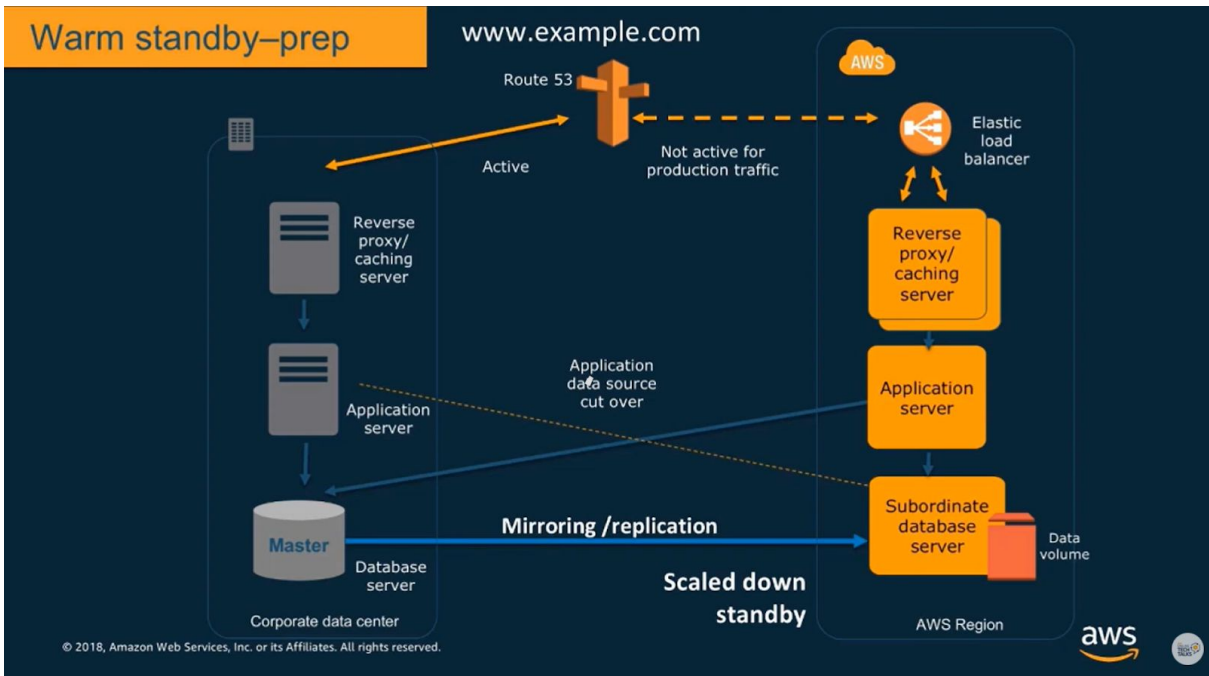 Warm standby–prep
www.example.com
Route 53
AWS
Active
Not active for
production traffic
Elastic
load
balancer
Reverse
proxy/
caching
server
Reverse
proxy/
caching
server
Application
server
Application
data source
cut over
Application
server
Master
Database
server
Mirroring /replication
Subordinate
database
server
Data
volume
Scaled down
standby
Corporate data center
AWS Region
© 2018, Amazon Web Services, Inc. or its Affiliates. All rights reserved.
aws
TECH
TALKS